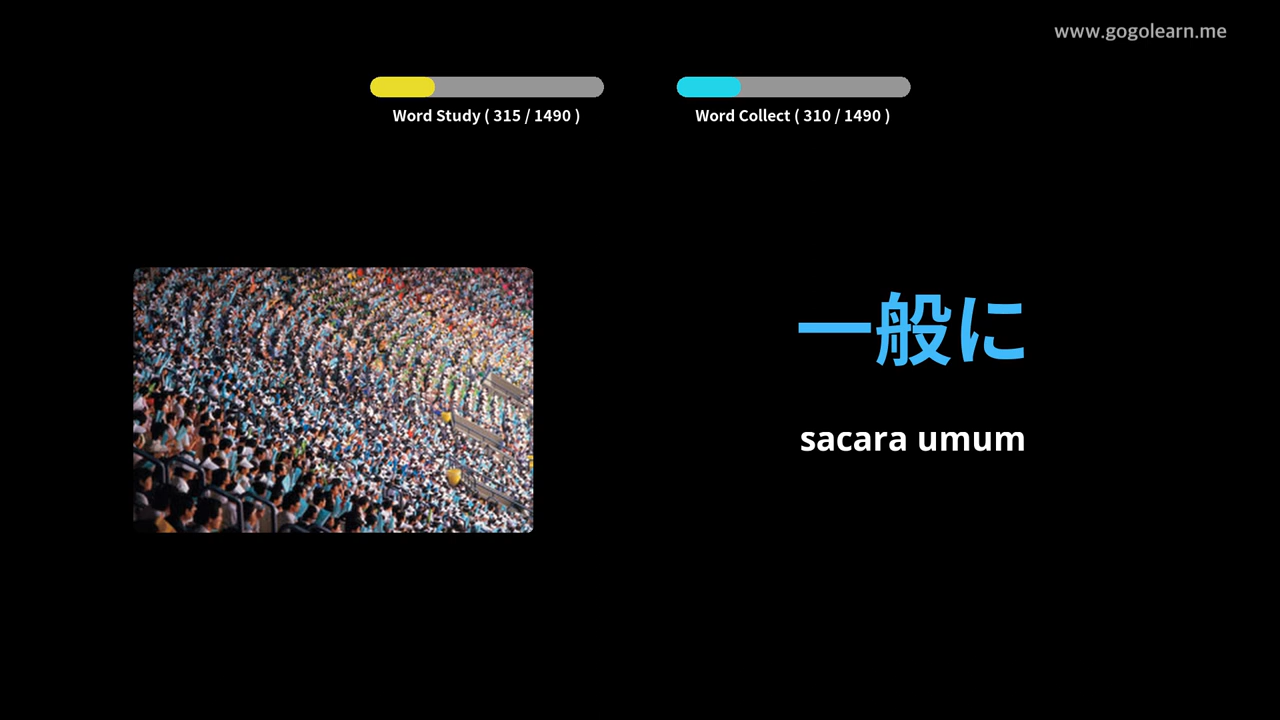 www.gogolearn.me
Word Study ( 315 / 1490 )
Word Collect ( 310 / 1490 )
一般に
sacara umum